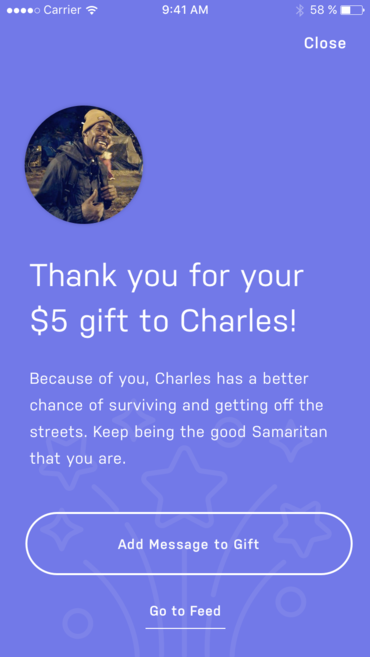 Carrier 9:41 AM 58 %
Close
Thank you for your
$5 gift to Charles!
Because of you, Charles has a better
chance of surviving and getting off the
streets. Keep being the good Samaritan
that you are.
Add Message to Gift
Go to Feed